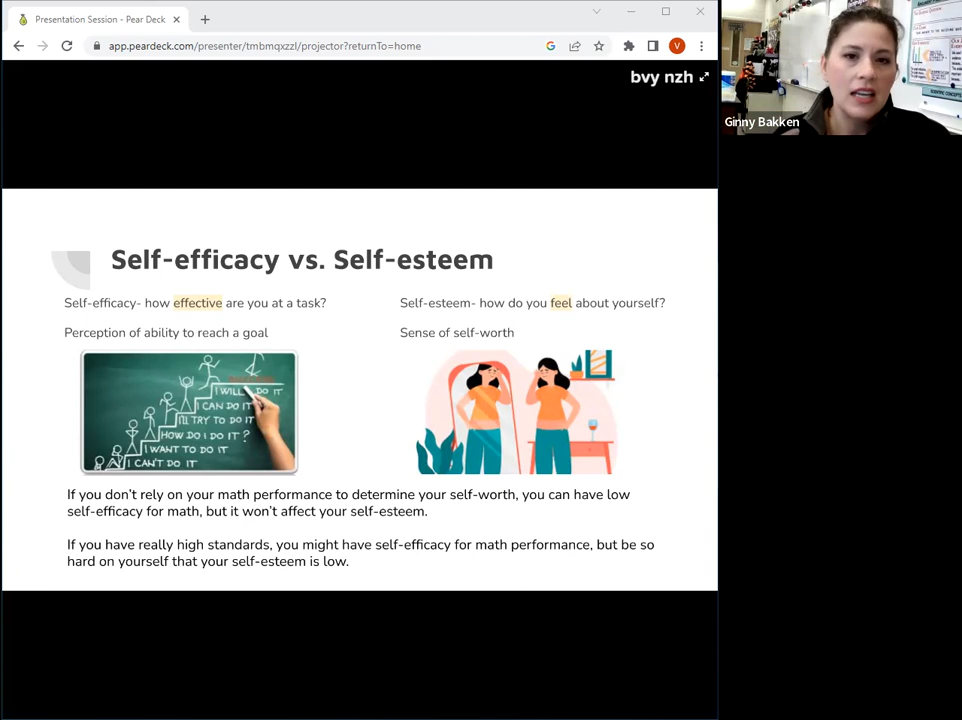 Presentation Session - Pear Deck
app.peardeck.com/presenter/tmbmqxzzl/projector?returnTo=home
V
bvy nzh
Ginny Bakken
Self-efficacy vs. Self-esteem
Self-efficacy- how effective are you at a task?
Perception of ability to reach a goal
Self-esteem- how do you feel about yourself?
Sense of self-worth
I WILL DO IT
I CAN DO IT
I'LL TRY TO DO IT
HOW DO I DO IT?
I WANT TO DO IT
I CAN'T DO IT
If you don't rely on your math performance to determine your self-worth, you can have low
self-efficacy for math, but it won't affect your self-esteem.
If you have really high standards, you might have self-efficacy for math performance, but be so
hard on yourself that your self-esteem is low.